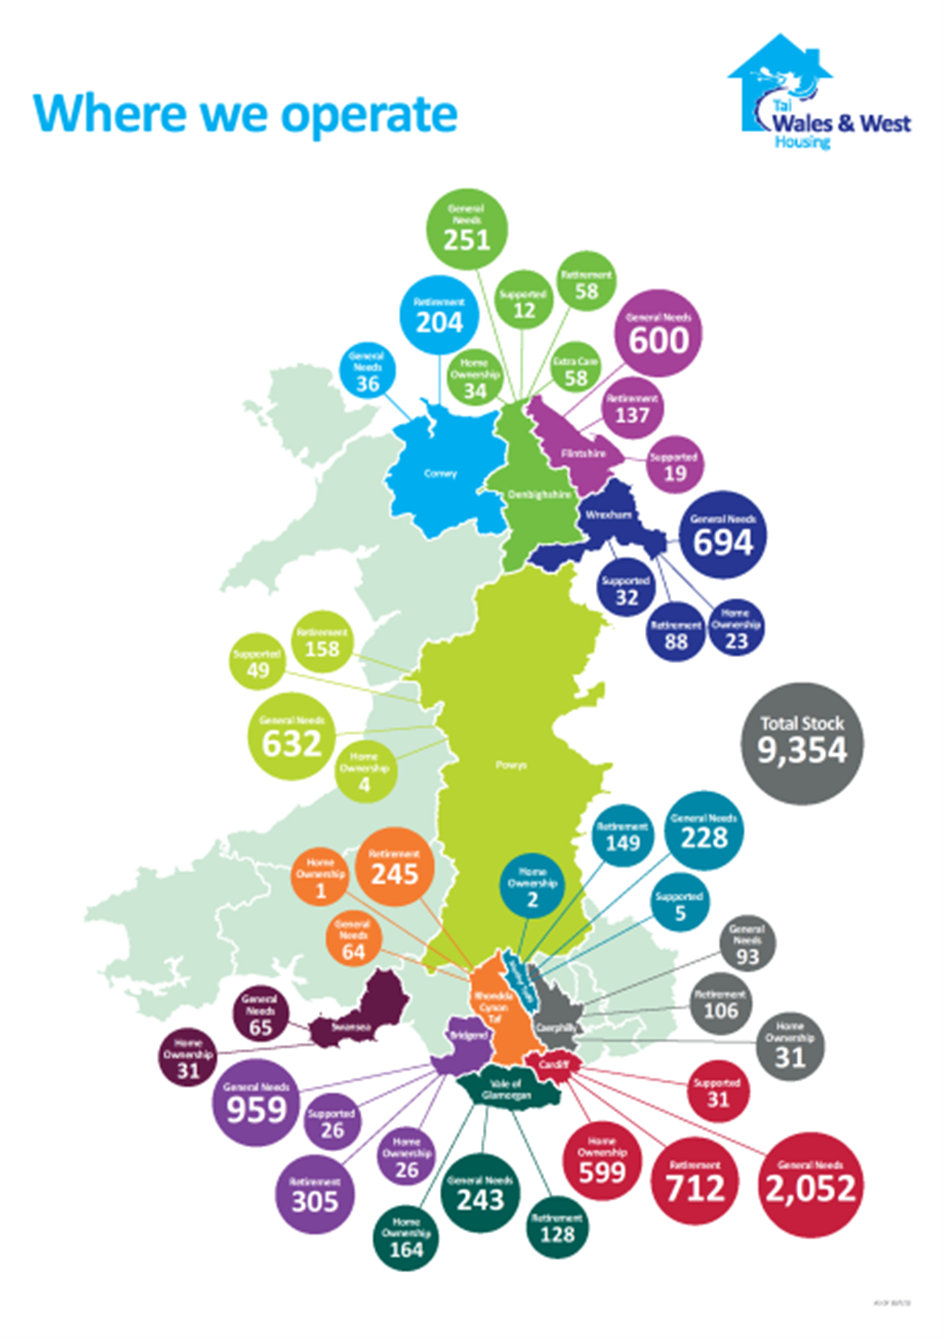 Where we operate
Tai
Wales & West
Housing
General
Needs
251
Retirement
58
Supported
12
Retirement
204
General Needs
600
General
Needs
36
Home
Ownership
34
Extra Care
58
Retirement
137
Conwy
Denbighshire
Flintshire
Supported
19
Wrexham
General Needs
694
Supported
32
Retirement
88
Home
Ownership
23
Retirement
158
Supported
49
General Needs
632
Home
Ownership
4
Powys
Total Stock
9,354
Retirement
149
General Needs
228
Home
Ownership
2
Supported
5
Home
Ownership
1
Retirement
245
General
Needs
64
General
Needs
93
Retirement
106
Home
Ownership
31
Rhondda
Cynon
Taf
Caerphilly
Swansea
General
Needs
65
Home
Ownership
31
Bridgend
Cardiff
Vale of
Glamorgan
General Needs
959
Supported
26
Home
Ownership
26
Retirement
305
Home
Ownership
164
General Needs
243
Retirement
128
Supported
31
Home
Ownership
599
Retirement
712
General Needs
2,052